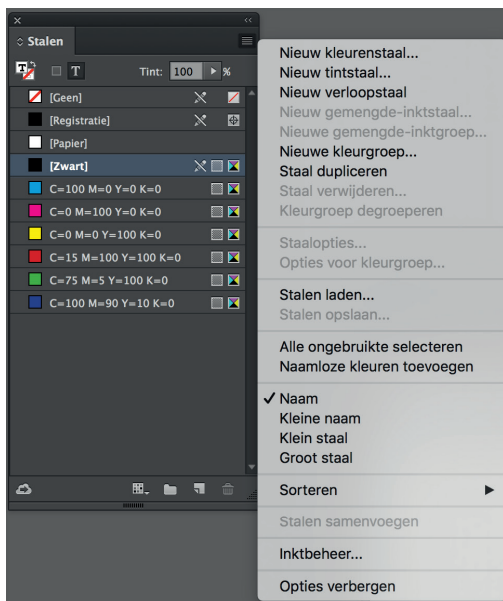 Stalen
T
T
Tint: 100 %
[Geen]
[Registratie]
[Papier]
[Zwart]
C=100 M=0 Y=0 K=0
C=0 M=100 Y=0 K=0
C=0 M=0 Y=100 K=0
C=15 M=100 Y=100 K=0
C=75 M=5 Y=100 K=0
C=100 M=90 Y=10 K=0
Nieuw kleurenstaal...
Nieuw tintstaal...
Nieuw verloopstaal
Nieuw gemengde-inktstaal...
Nieuwe gemengde-inktgroep...
Nieuwe kleurgroep...
Staal dupliceren
Staal verwijderen...
Kleurgroep degroeperen
Staalopties...
Opties voor kleurgroep...
Stalen laden...
Stalen opslaan...
Alle ongebruikte selecteren
Naamloze kleuren toevoegen
Naam
Kleine naam
Klein staal
Groot staal
Sorteren
Stalen samenvoegen
Inktbeheer...
Opties verbergen